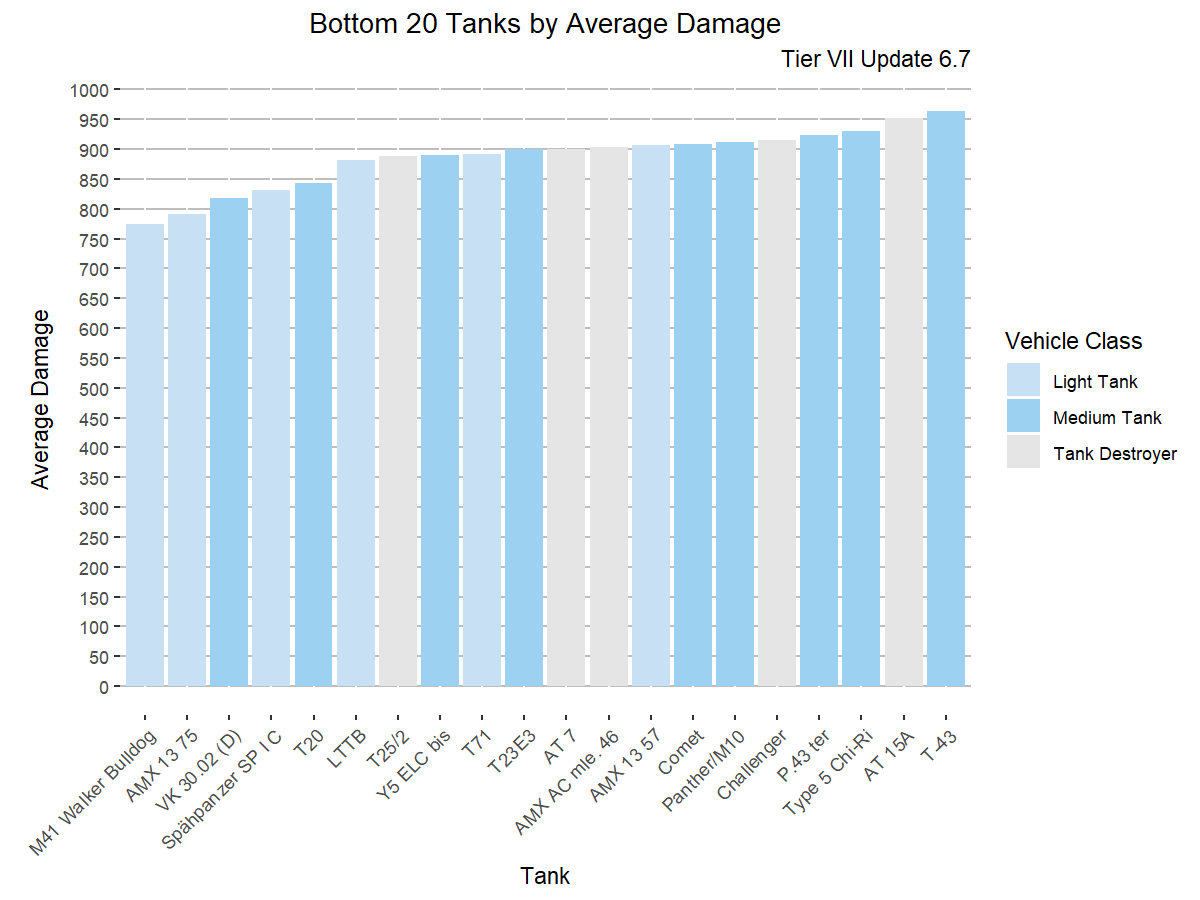 Bottom 20 Tanks by Average Damage
Tier VII Update 6.7
1000
950
900
850
800
750
700
650
600
550
500
450
400
350
300
250
200
150
100
50
0
Average Damage
M41 Walker Bulldog
AMX 13 75
VK 30.02 (D)
Spähpanzer SP I C
T20
LTTB
T25/2
Y5 ELC bis
T71
T23E3
AT 7
AMX AC mle. 46
AMX 13 57
Comet
Panther/M10
Challenger
P.43 ter
Type 5 Chi-Ri
AT 15A
T-43
Tank
Vehicle Class
Light Tank
Medium Tank
Tank Destroyer